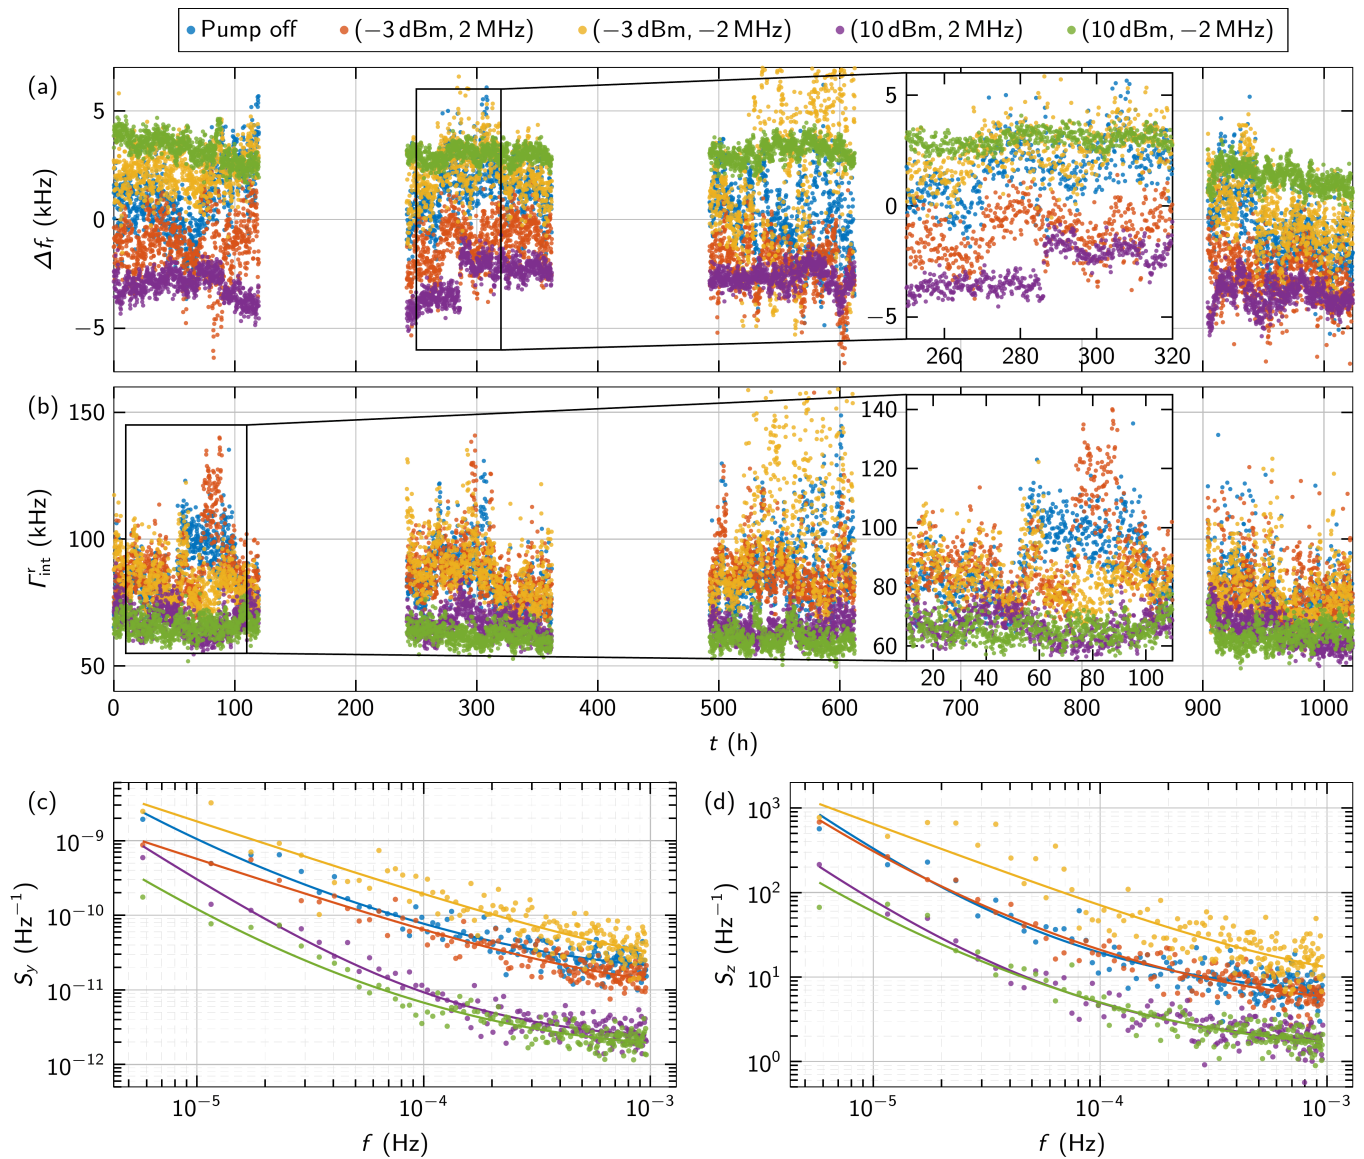 Pump off (−3 dBm, 2 MHz) (−3 dBm, −2 MHz) (10 dBm, 2 MHz) (10 dBm, −2 MHz)
(a)
Δfᵣ (kHz)
5
0
−5
5
0
−5
260 280 300 320
(b)
Γʳᵢₙₜ (kHz)
150
100
50
140
120
100
80
60
20 40 60 80 100
0 100 200 300 400 500 600 700 800 900 1000
t (h)
(c)
S_y (Hz⁻¹)
10⁻⁹
10⁻¹⁰
10⁻¹¹
10⁻¹²
10⁻⁵ 10⁻⁴ 10⁻³
f (Hz)
(d)
S_z (Hz⁻¹)
10³
10²
10¹
10⁰
10⁻⁵ 10⁻⁴ 10⁻³
f (Hz)